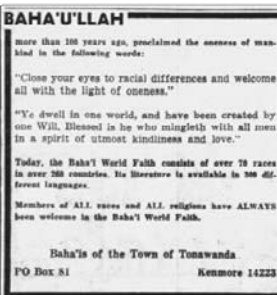 BAHA'U'LLAH
more than 100 years ago, proclaimed the oneness of man-
kind in the following words:
"Close your eyes to racial differences and welcome
all with the light of oneness."
"Ye dwell in one world, and have been created by
one Will. Blessed is he who mingleth with all men
in a spirit of utmost kindliness and love."
Today, the Baha'i World Faith consists of over 70 races
in over 260 countries. Its literature is available in 300 dif-
ferent languages.
Members of ALL races and ALL religions have ALWAYS
been welcome in the Baha'i World Faith.
Baha'is of the Town of Tonawanda
PO Box 81 Kenmore 14223